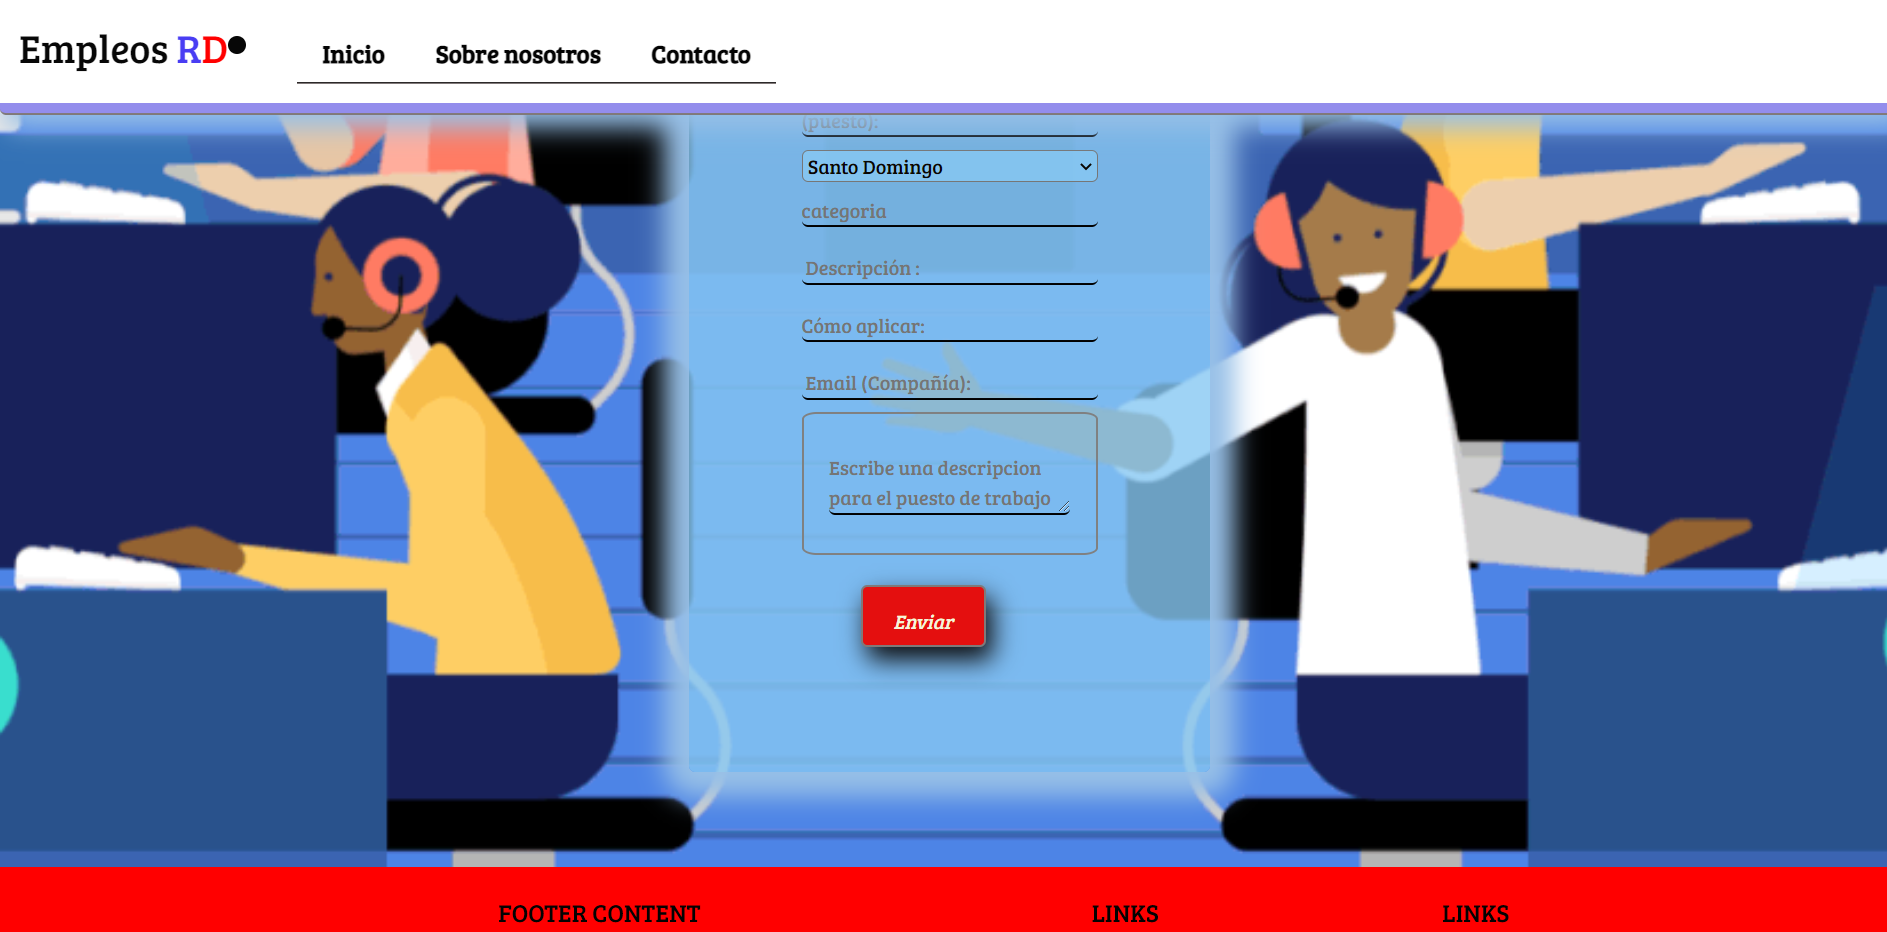 Empleos RD
Inicio Sobre nosotros Contacto
(puesto):
Santo Domingo
categoria
Descripción :
Cómo aplicar:
Email (Compañía):
Escribe una descripcion
para el puesto de trabajo
Enviar
FOOTER CONTENT LINKS LINKS